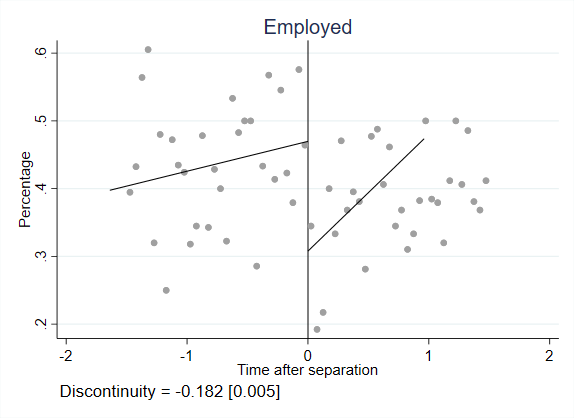 Employed
.6
.5
.4
.3
.2
Percentage
-2
-1
0
1
2
Time after separation
Discontinuity = -0.182 [0.005]